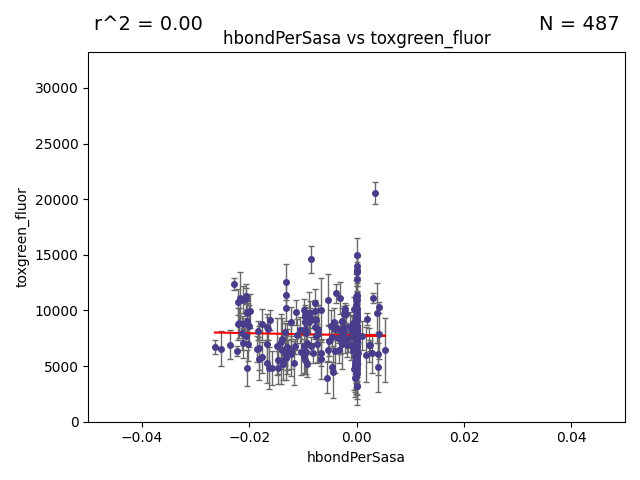 r^2 = 0.00
N = 487
hbondPerSasa vs toxgreen_fluor
30000
25000
20000
15000
10000
5000
0
toxgreen_fluor
−0.04
−0.02
0.00
0.02
0.04
hbondPerSasa